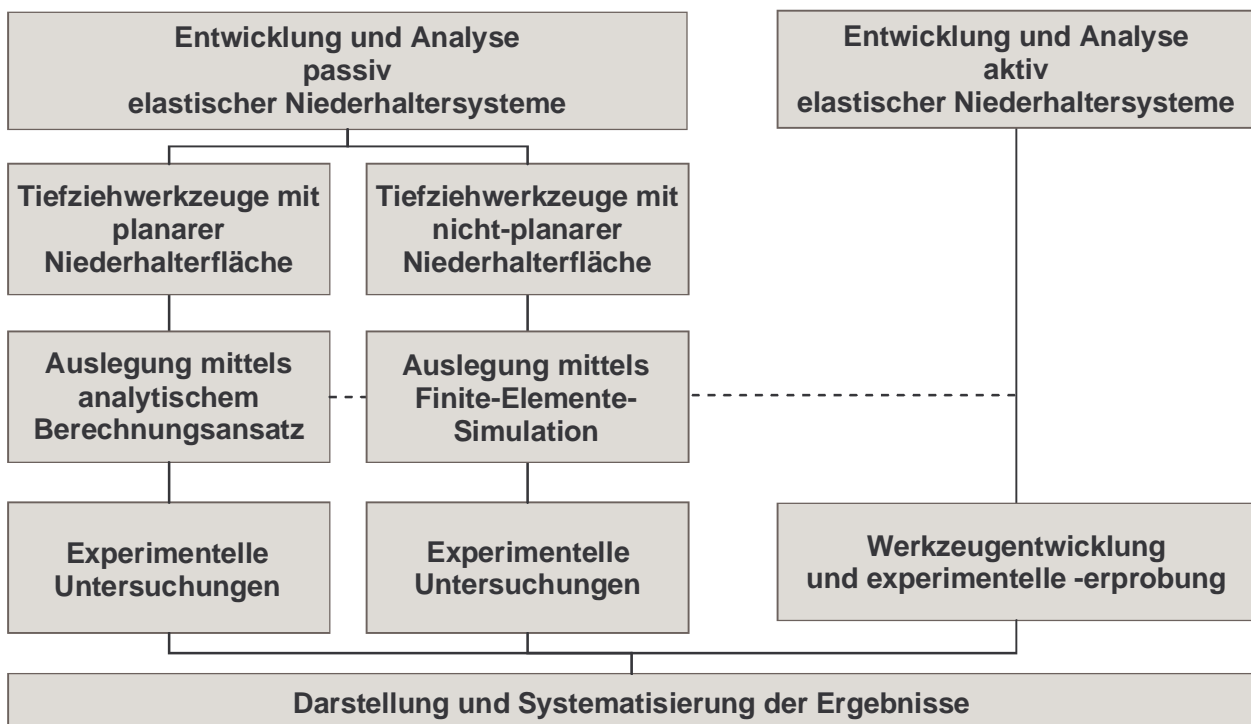 Entwicklung und Analyse
passiv
elastischer Niederhaltersysteme
Entwicklung und Analyse
aktiv
elastischer Niederhaltersysteme
Tiefziehwerkzeuge mit
planarer
Niederhalterfläche
Tiefziehwerkzeuge mit
nicht-planarer
Niederhalterfläche
Auslegung mittels
analytischem
Berechnungsansatz
Auslegung mittels
Finite-Elemente-
Simulation
Experimentelle
Untersuchungen
Experimentelle
Untersuchungen
Werkzeugentwicklung
und experimentelle -erprobung
Darstellung und Systematisierung der Ergebnisse